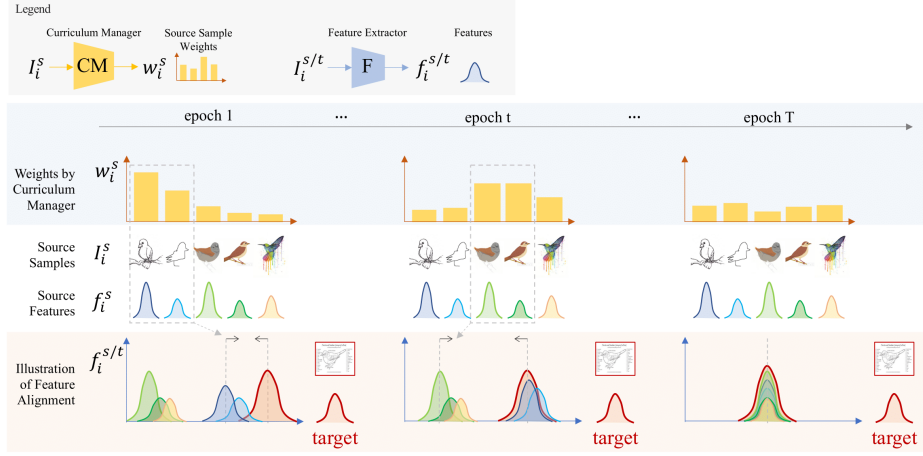 Legend
Curriculum Manager
Source Sample
Weights
Feature Extractor
Features
I_i^s
CM
w_i^s
I_i^{s/t}
F
f_i^{s/t}
epoch 1
...
epoch t
...
epoch T
Weights by
Curriculum
Manager
w_i^s
Source
Samples
I_i^s
Source
Features
f_i^s
Illustration
of Feature
Alignment
f_i^{s/t}
target
target
target